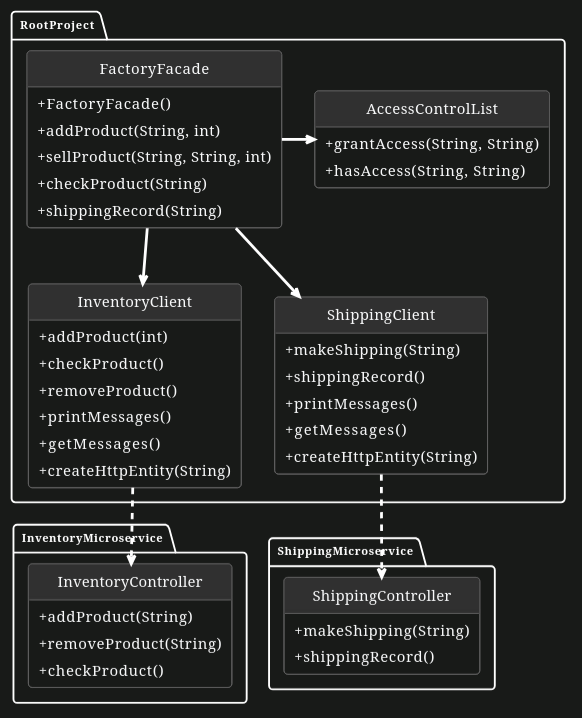 RootProject
FactoryFacade
+FactoryFacade()
+addProduct(String, int)
+sellProduct(String, String, int)
+checkProduct(String)
+shippingRecord(String)
AccessControlList
+grantAccess(String, String)
+hasAccess(String, String)
InventoryClient
+addProduct(int)
+checkProduct()
+removeProduct()
+printMessages()
+getMessages()
+createHttpEntity(String)
ShippingClient
+makeShipping(String)
+shippingRecord()
+printMessages()
+getMessages()
+createHttpEntity(String)
InventoryMicroservice
InventoryController
+addProduct(String)
+removeProduct(String)
+checkProduct()
ShippingMicroservice
ShippingController
+makeShipping(String)
+shippingRecord()